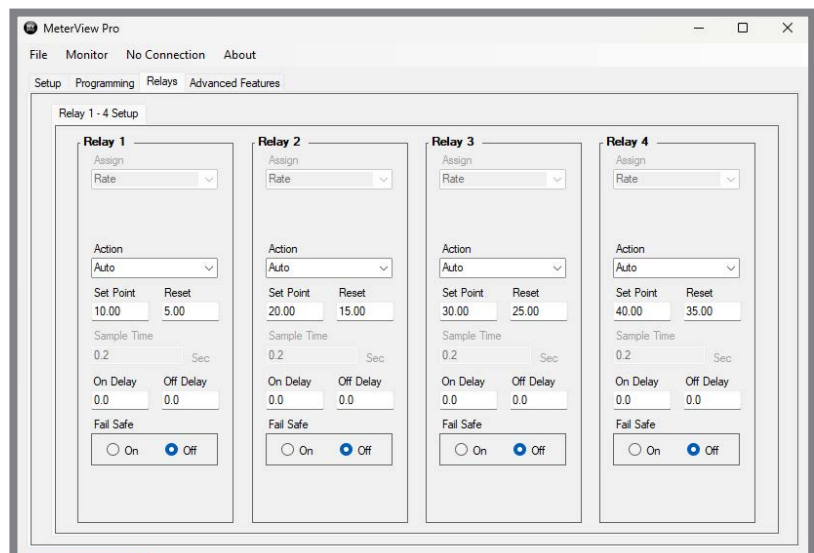 MeterView Pro
File Monitor No Connection About
Setup Programming Relays Advanced Features
Relay 1 - 4 Setup
Relay 1
Assign
Rate
Action
Auto
Set Point Reset
10.00 5.00
Sample Time
0.2 Sec
On Delay Off Delay
0.0 0.0
Fail Safe
On Off
Relay 2
Assign
Rate
Action
Auto
Set Point Reset
20.00 15.00
Sample Time
0.2 Sec
On Delay Off Delay
0.0 0.0
Fail Safe
On Off
Relay 3
Assign
Rate
Action
Auto
Set Point Reset
30.00 25.00
Sample Time
0.2 Sec
On Delay Off Delay
0.0 0.0
Fail Safe
On Off
Relay 4
Assign
Rate
Action
Auto
Set Point Reset
40.00 35.00
Sample Time
0.2 Sec
On Delay Off Delay
0.0 0.0
Fail Safe
On Off